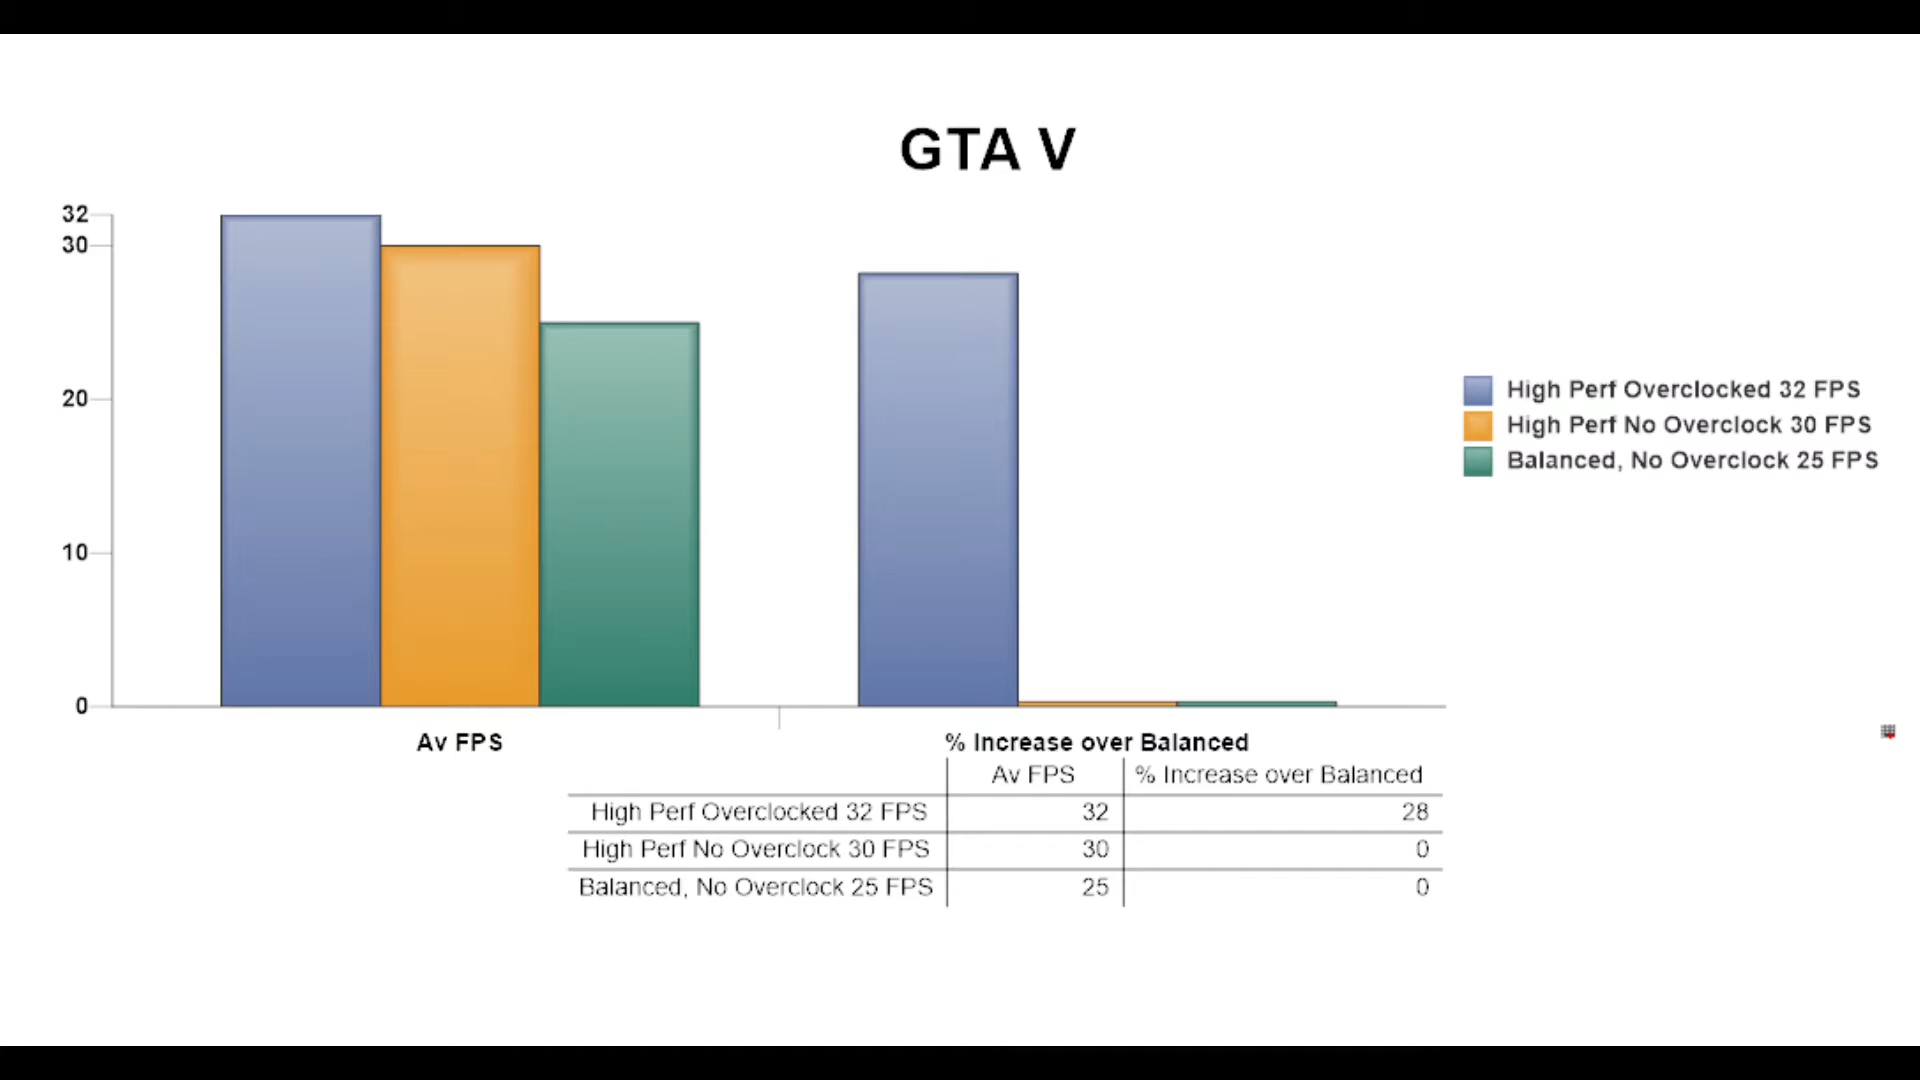 GTA V
32
30
20
10
0
Av FPS
% Increase over Balanced
High Perf Overclocked 32 FPS
High Perf No Overclock 30 FPS
Balanced, No Overclock 25 FPS
Av FPS % Increase over Balanced
High Perf Overclocked 32 FPS 32 28
High Perf No Overclock 30 FPS 30 0
Balanced, No Overclock 25 FPS 25 0